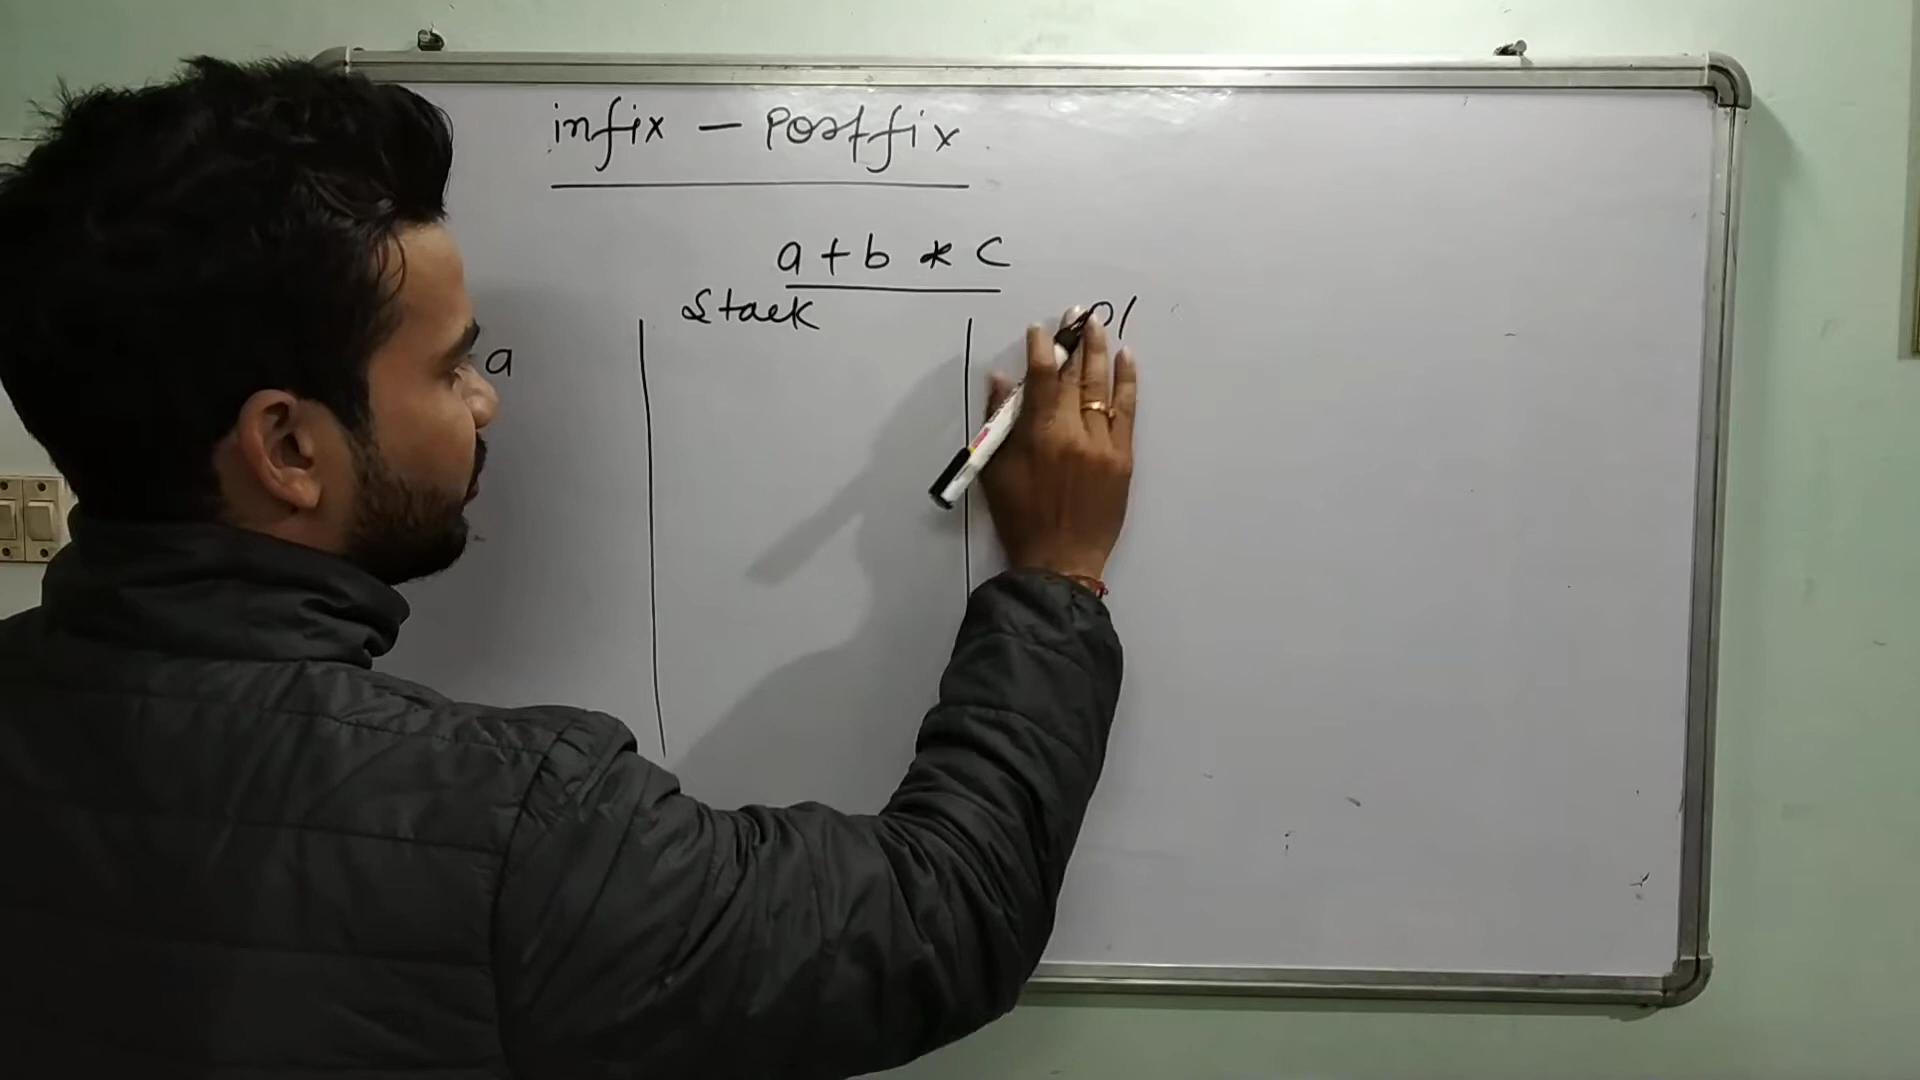 infix - Postfix
a + b * c
Stack
a